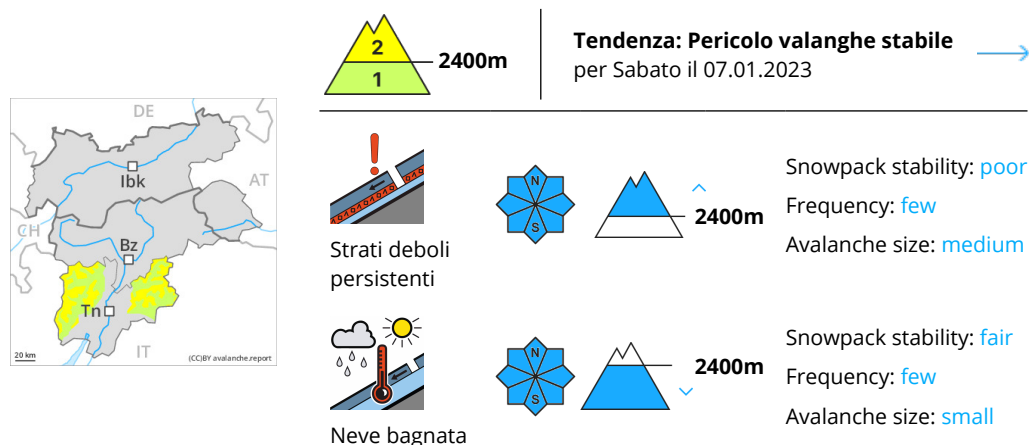 2
1
2400m
Tendenza: Pericolo valanghe stabile
per Sabato il 07.01.2023
DE
Ibk
AT
CH
Bz
Tn
IT
20 km
(CC)BY avalanche.report
Strati deboli
persistenti
N
S
2400m
Snowpack stability: poor
Frequency: few
Avalanche size: medium
Neve bagnata
N
S
2400m
Snowpack stability: fair
Frequency: few
Avalanche size: small